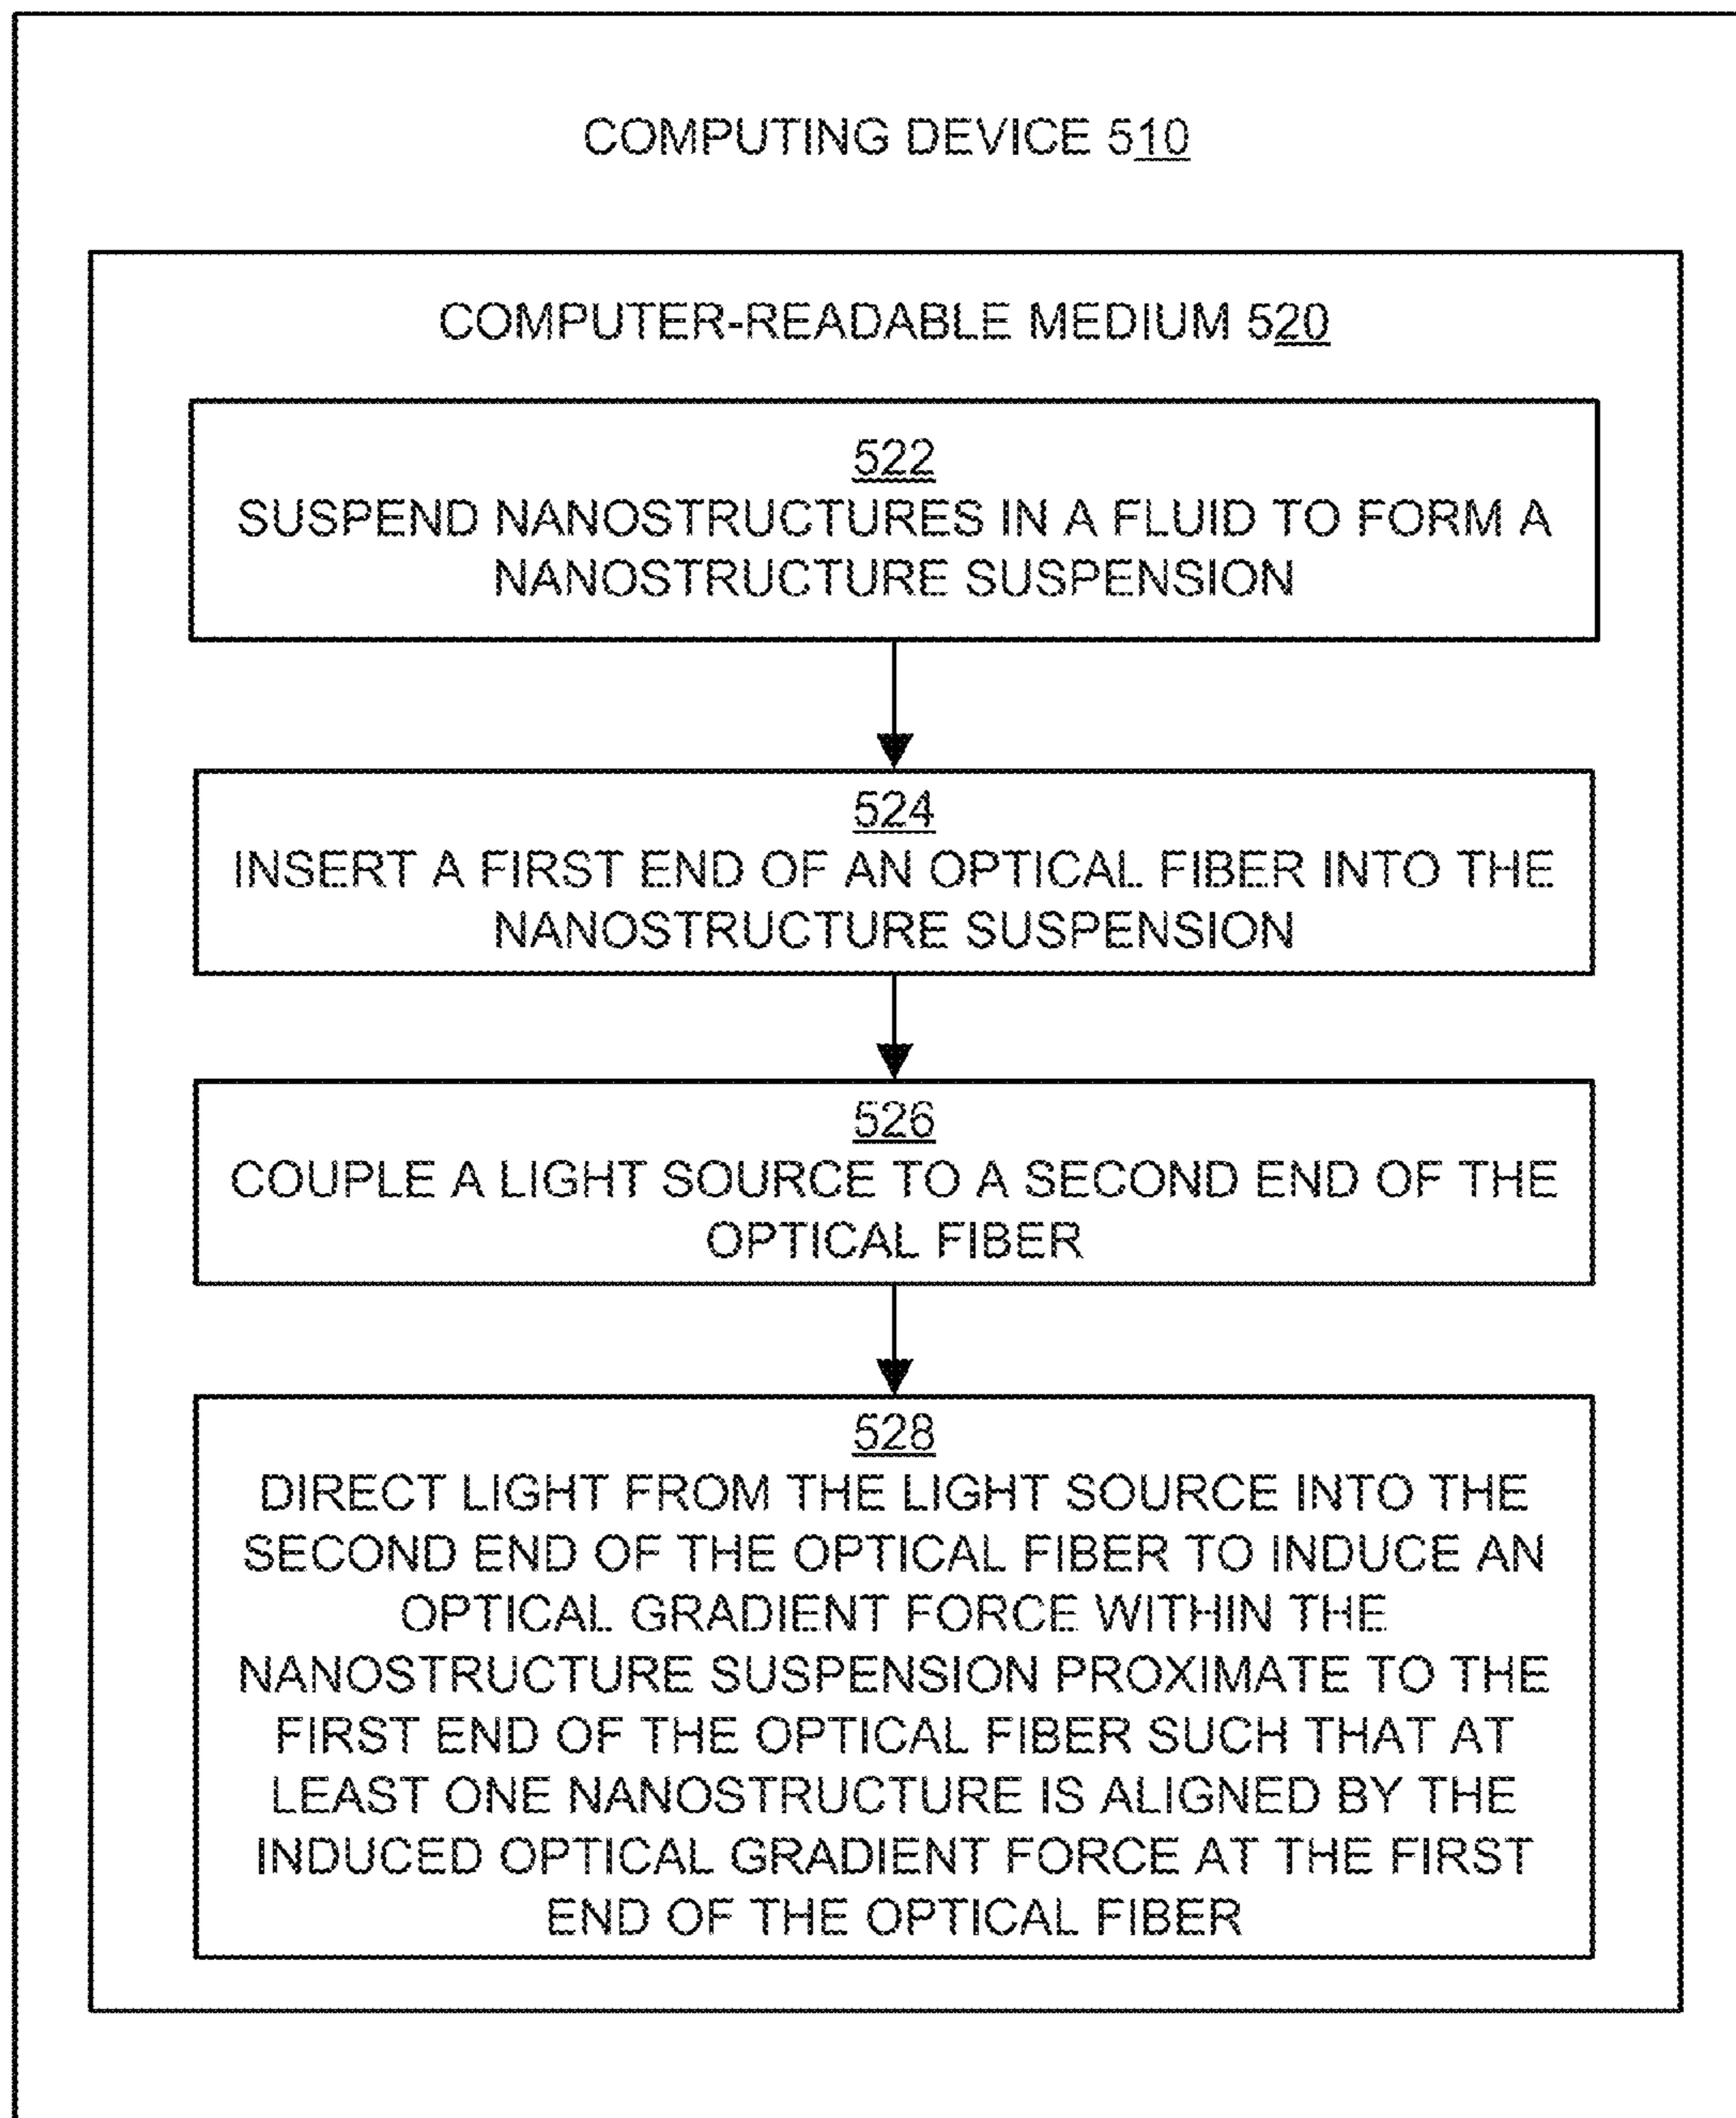 COMPUTING DEVICE 510
COMPUTER-READABLE MEDIUM 520
522
SUSPEND NANOSTRUCTURES IN A FLUID TO FORM A
NANOSTRUCTURE SUSPENSION
524
INSERT A FIRST END OF AN OPTICAL FIBER INTO THE
NANOSTRUCTURE SUSPENSION
526
COUPLE A LIGHT SOURCE TO A SECOND END OF THE
OPTICAL FIBER
528
DIRECT LIGHT FROM THE LIGHT SOURCE INTO THE
SECOND END OF THE OPTICAL FIBER TO INDUCE AN
OPTICAL GRADIENT FORCE WITHIN THE
NANOSTRUCTURE SUSPENSION PROXIMATE TO THE
FIRST END OF THE OPTICAL FIBER SUCH THAT AT
LEAST ONE NANOSTRUCTURE IS ALIGNED BY THE
INDUCED OPTICAL GRADIENT FORCE AT THE FIRST
END OF THE OPTICAL FIBER